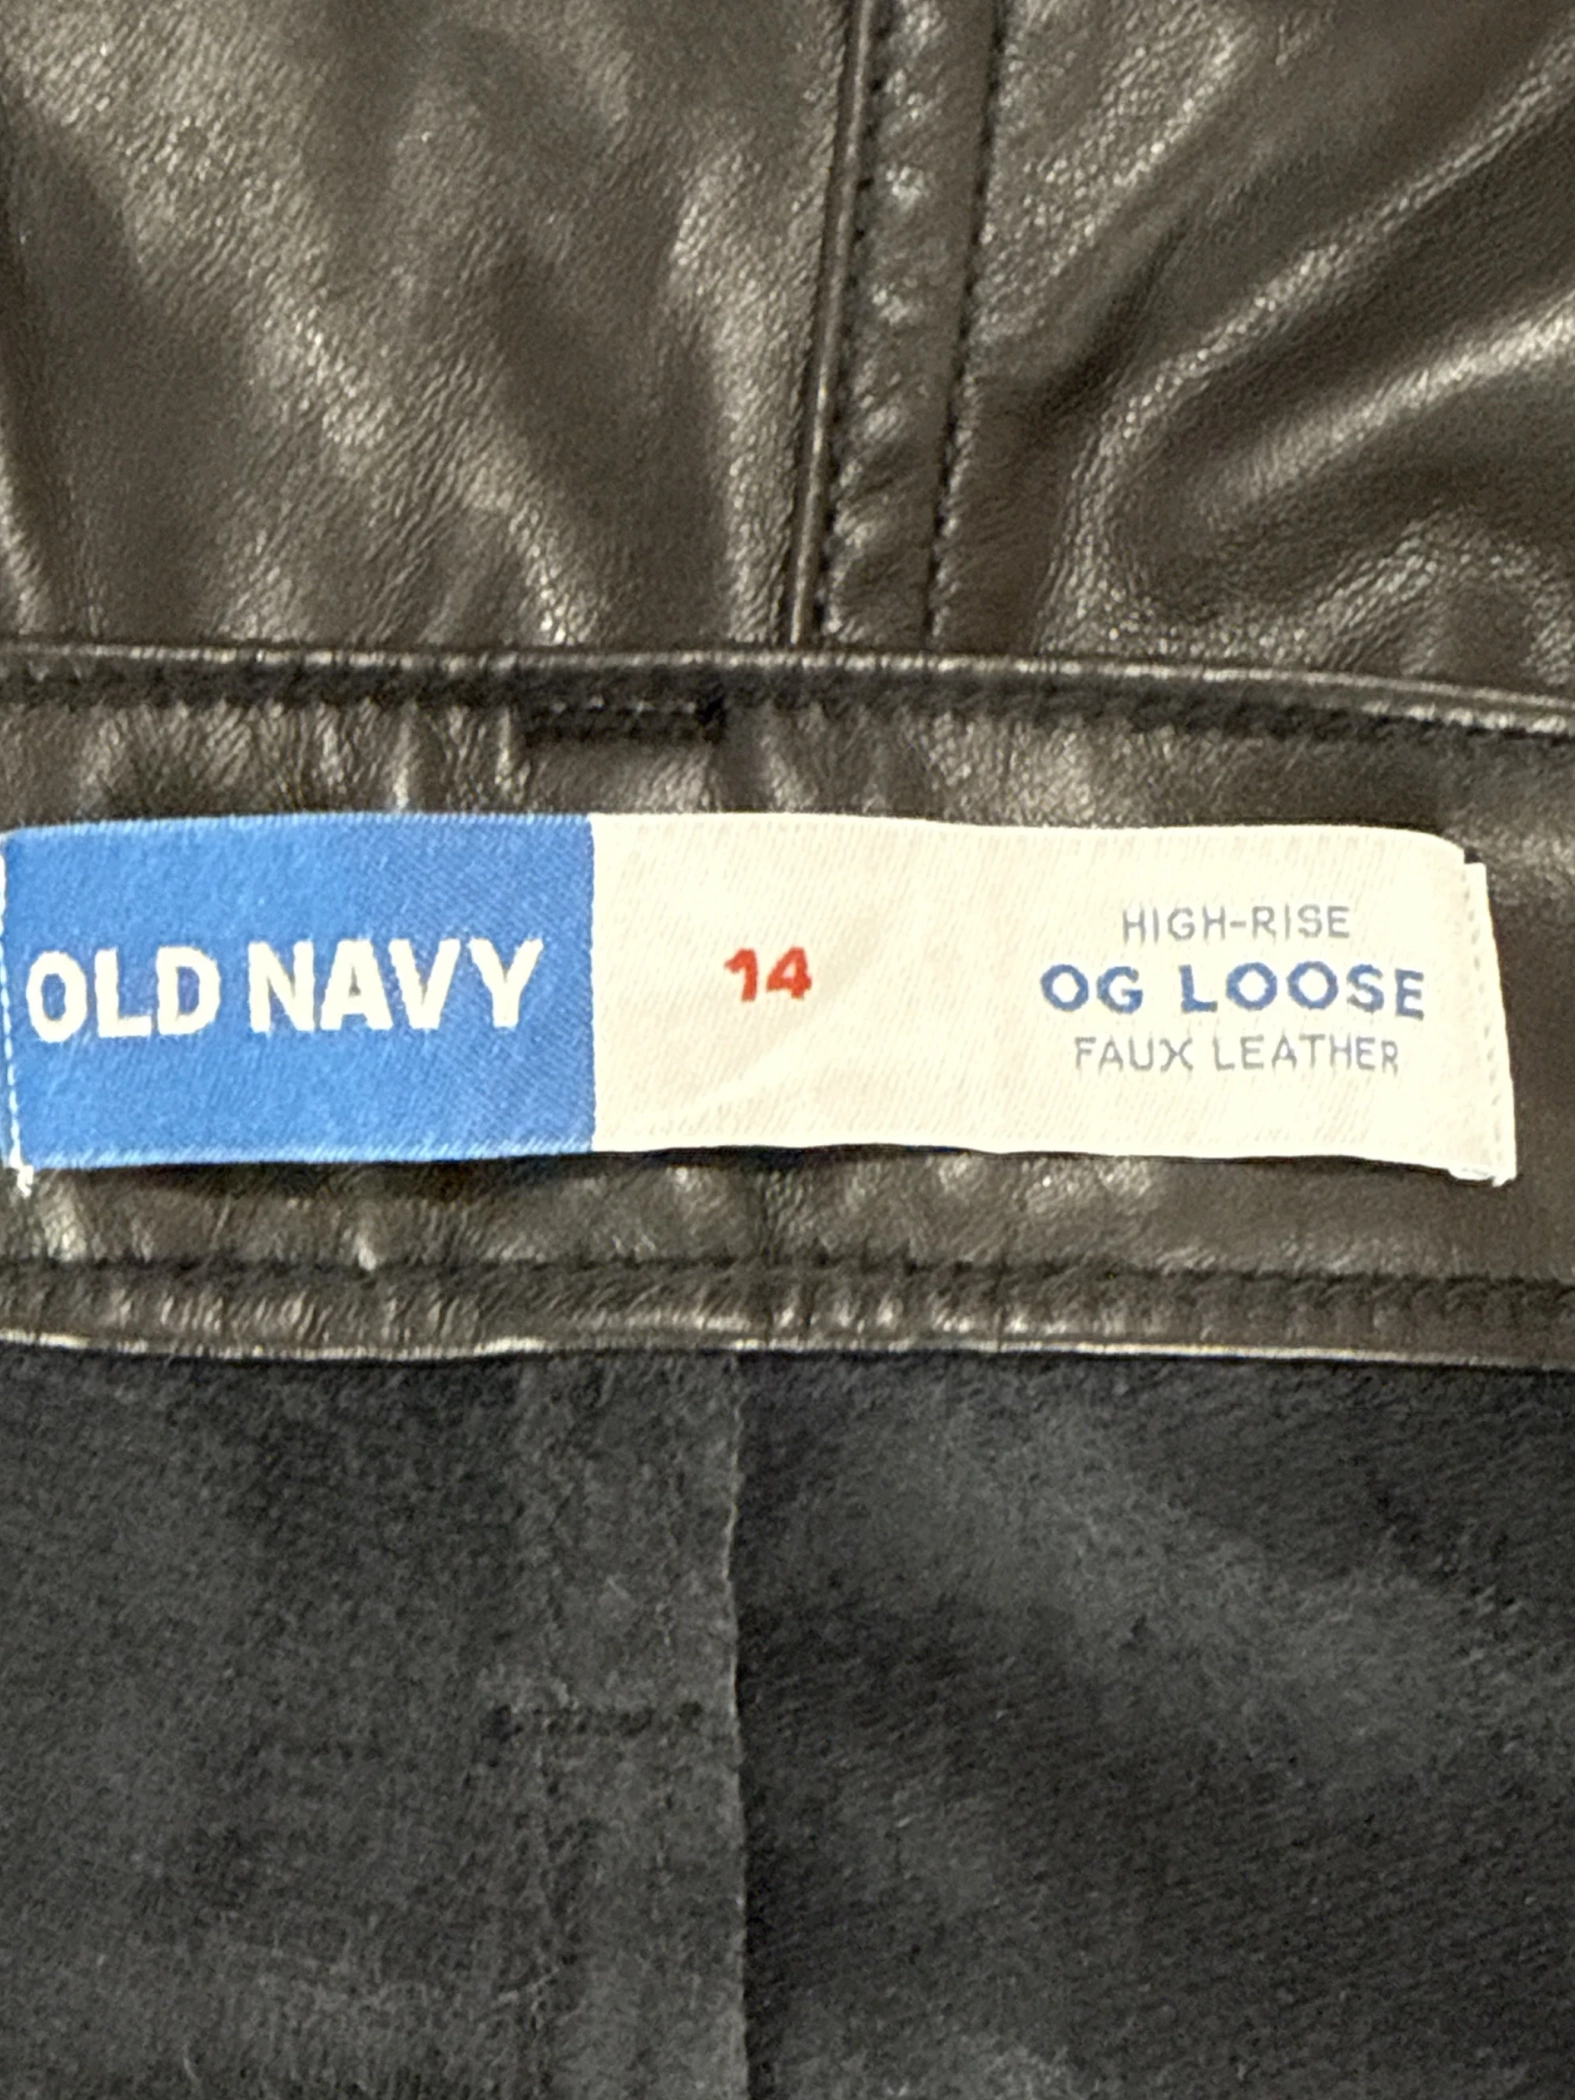 OLD NAVY
14
HIGH-RISE
OG LOOSE
FAUX LEATHER